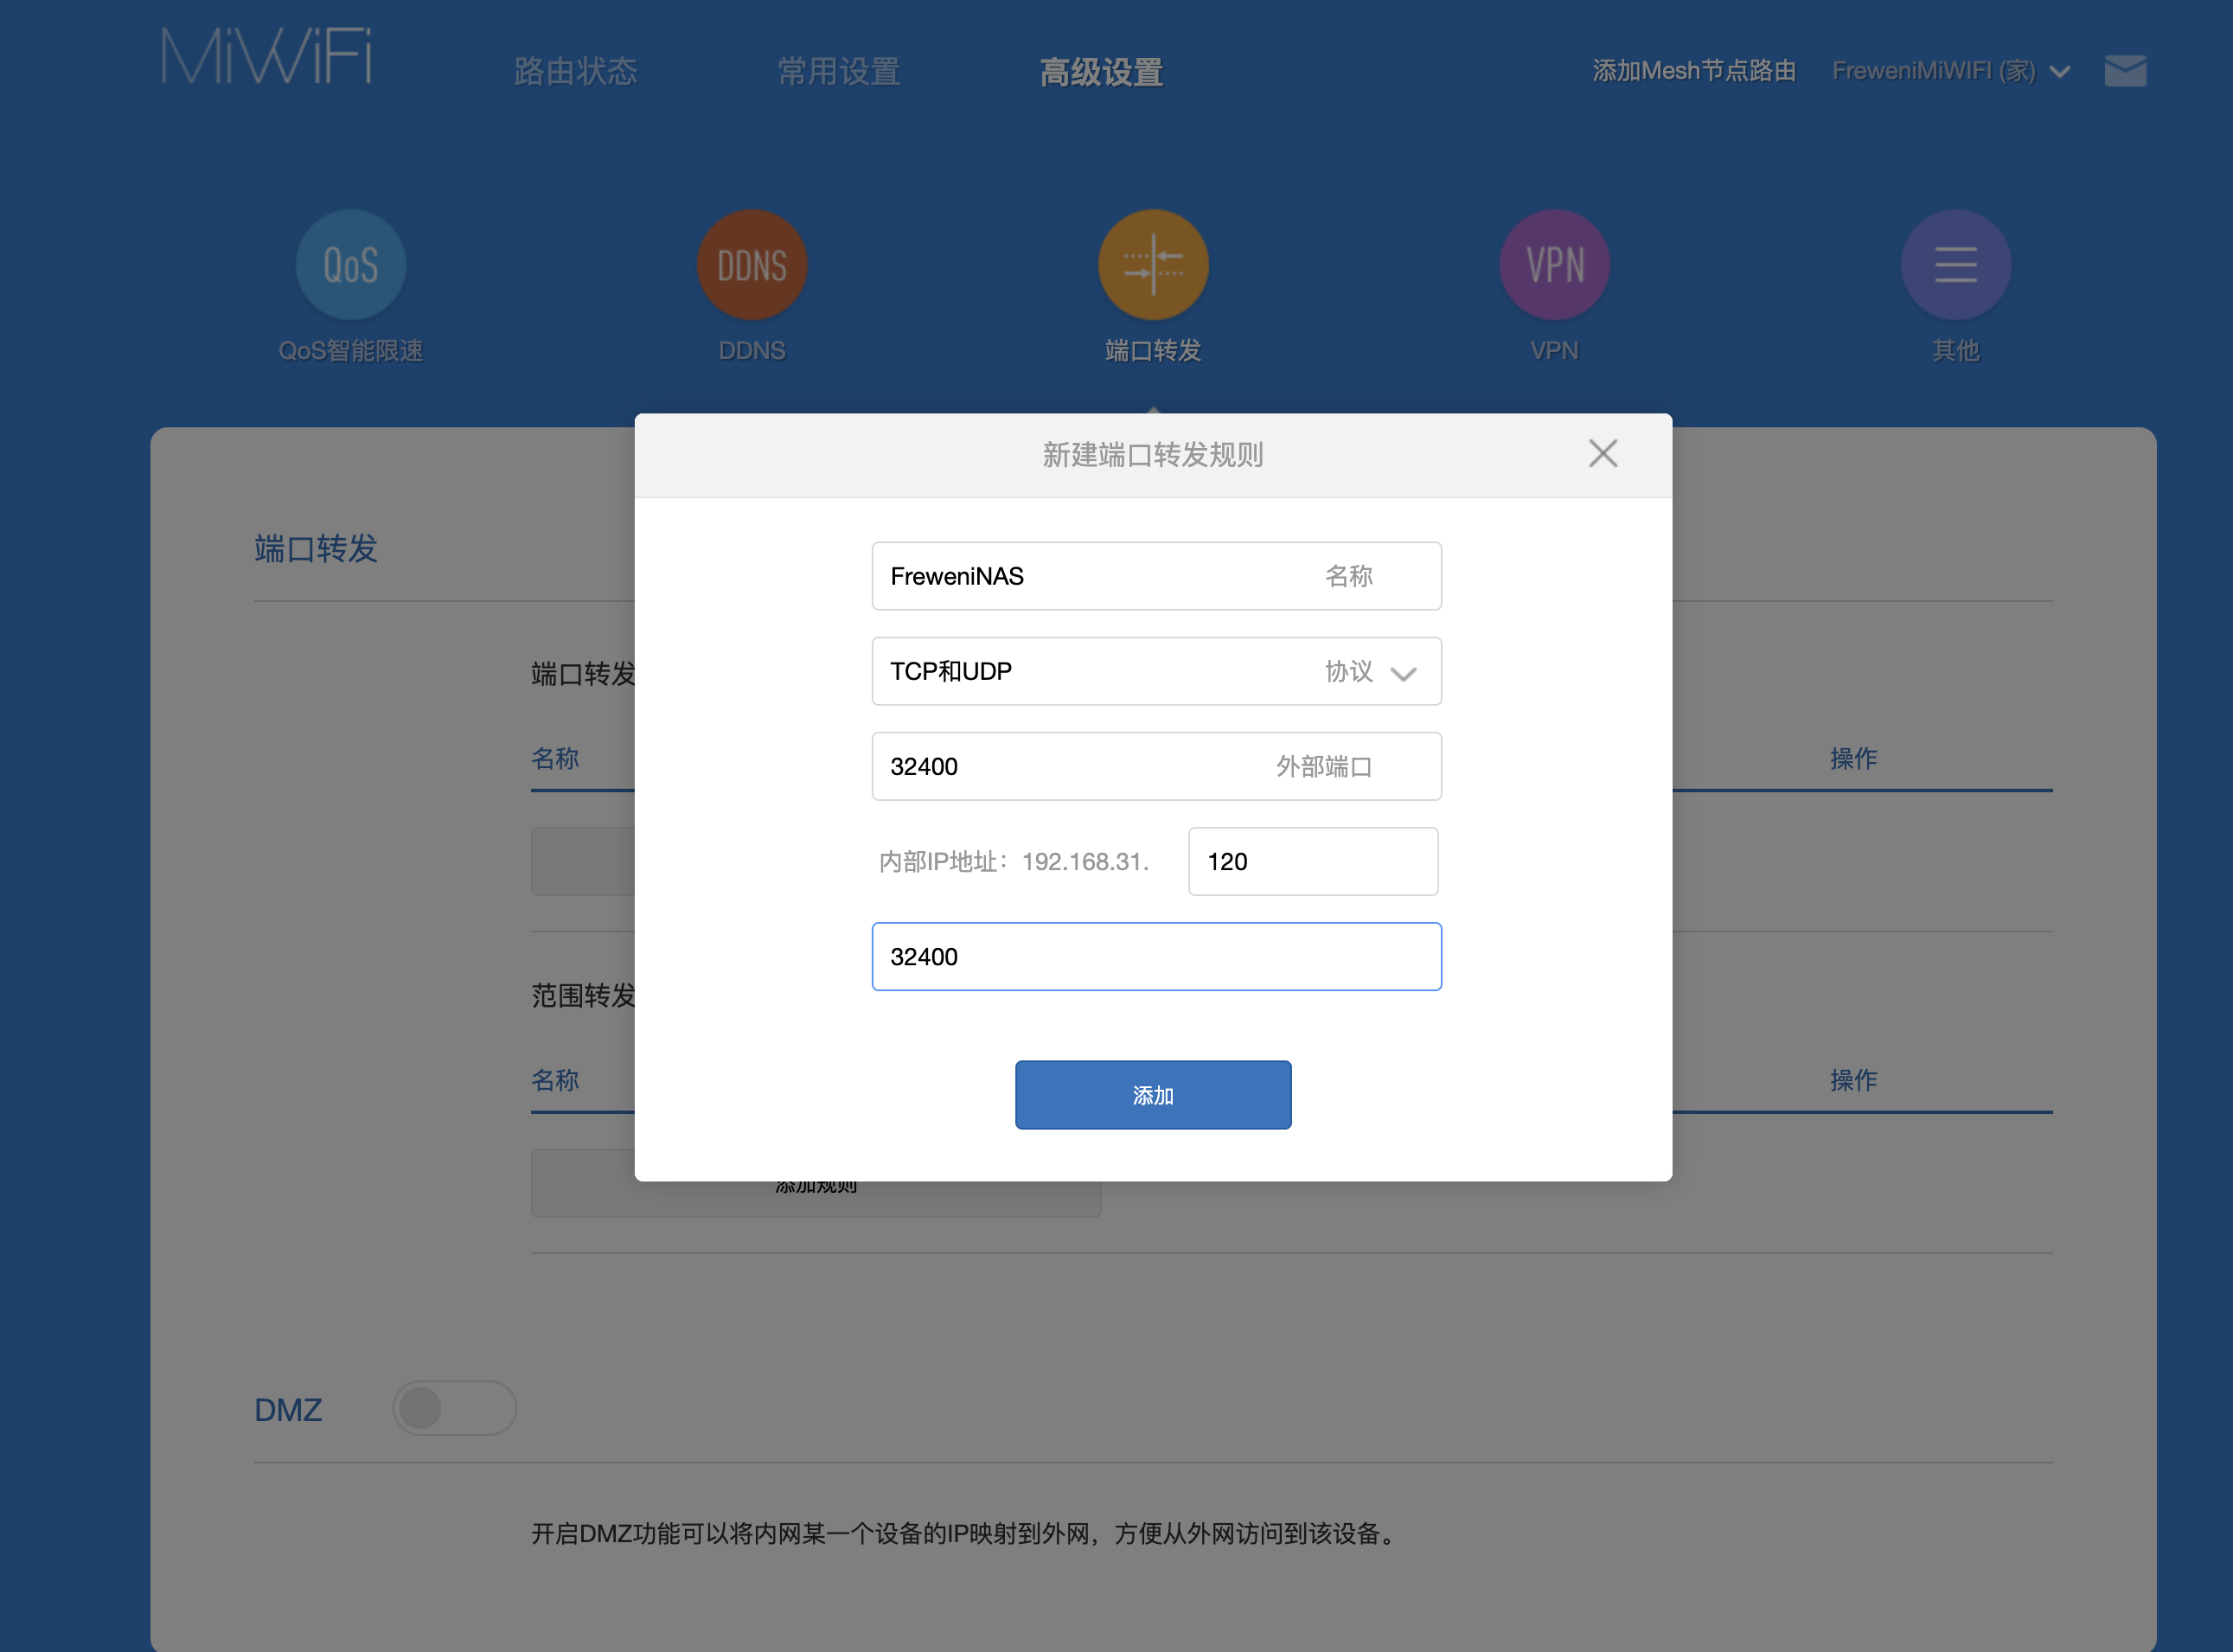 MiWiFi
路由状态
常用设置
高级设置
添加Mesh节点路由
FreweniMiWIFI (家)
QoS
DDNS
VPN
QoS智能限速
DDNS
端口转发
VPN
其他
新建端口转发规则
端口转发
FreweniNAS 名称
端口转发
TCP和UDP 协议
名称
操作
32400 外部端口
内部IP地址：192.168.31. 120
32400
范围转发
名称
操作
添加
添加规则
DMZ
开启DMZ功能可以将内网某一个设备的IP映射到外网，方便从外网访问到该设备。